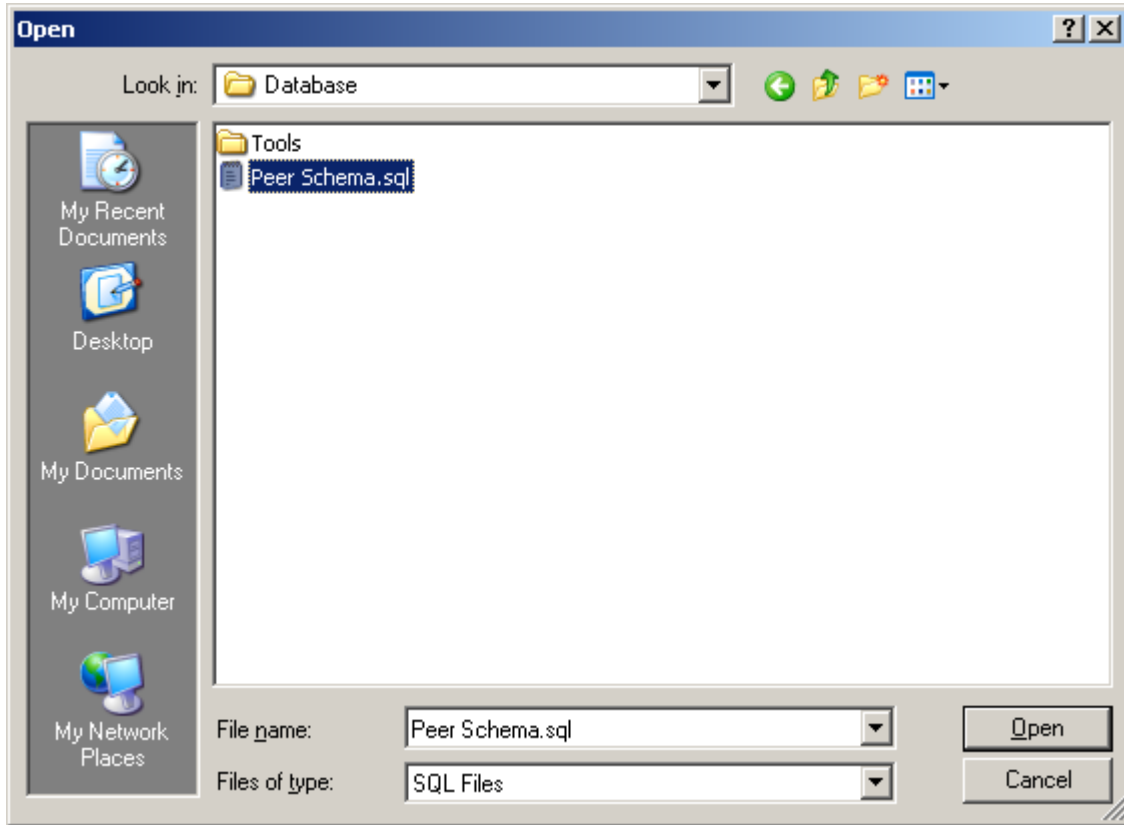 Open
Look in:
Database
Tools
Peer Schema.sql
My Recent
Documents
Desktop
My Documents
My Computer
My Network
Places
File name:
Peer Schema.sql
Open
Files of type:
SQL Files
Cancel